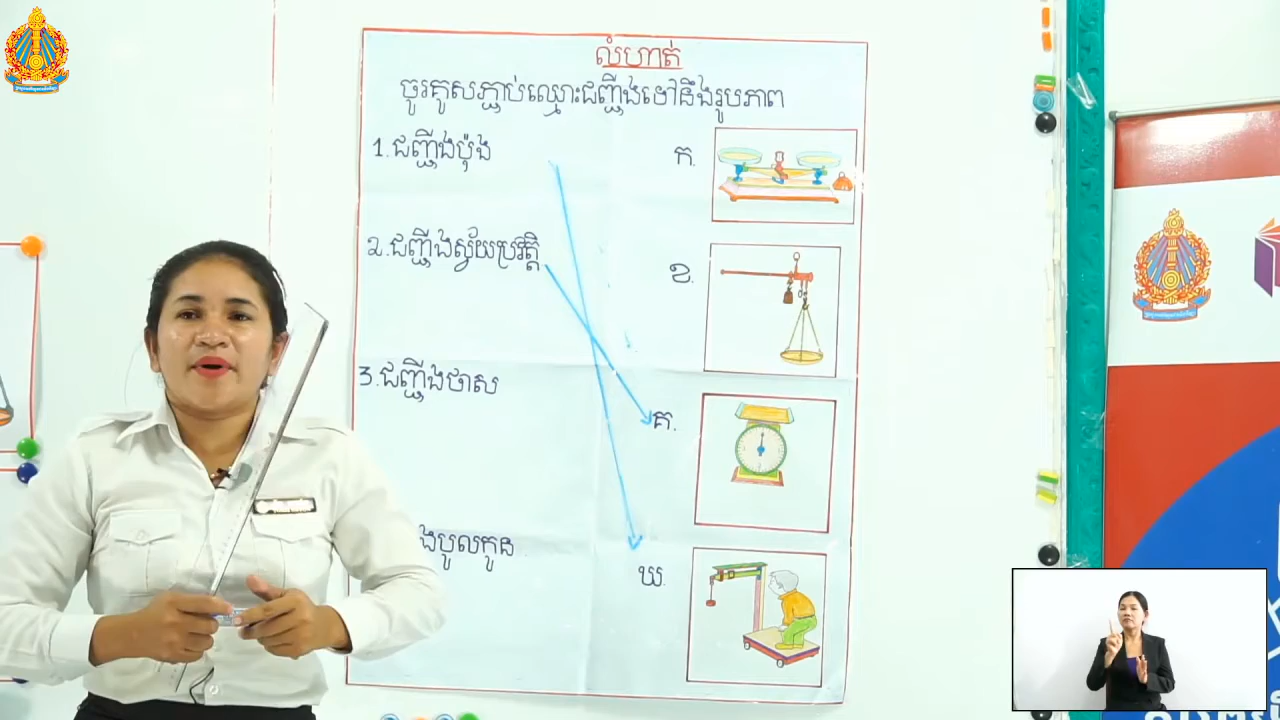 លំហាត់
ចូរគូសភ្ជាប់ឈ្មោះជញ្ជីងទៅនឹងរូបភាព
1. ជញ្ជីងប៉ុង
ក.
2. ជញ្ជីងស្វ័យប្រវិត្តិ
ខ.
3. ជញ្ជីងថាស
គ.
ងបូលកូន
ឃ.